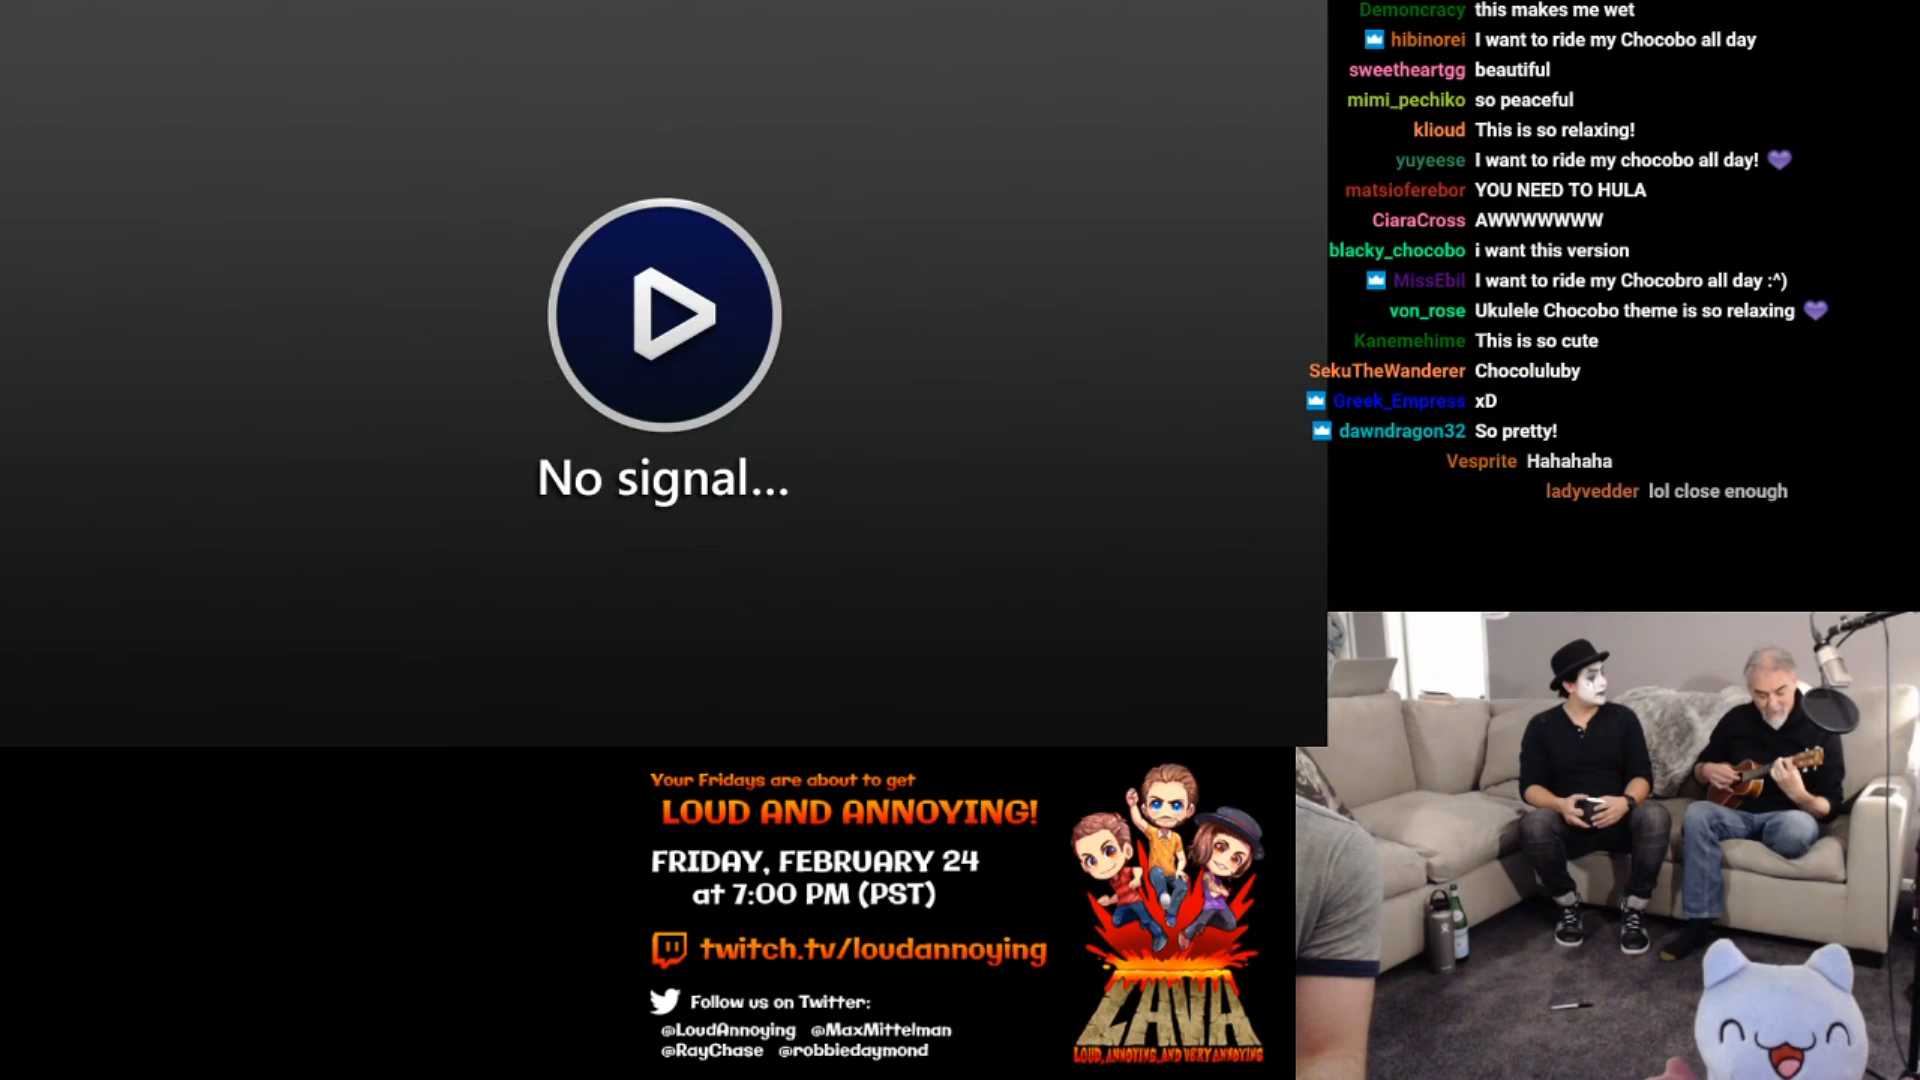 No signal...
Demoncracy this makes me wet
hibinorei I want to ride my Chocobo all day
sweetheartgg beautiful
mimi_pechiko so peaceful
klioud This is so relaxing!
yuyeese I want to ride my chocobo all day!
matsioferebor YOU NEED TO HULA
CiaraCross AWWWWWWW
blacky_chocobo i want this version
MissEbil I want to ride my Chocobro all day :^)
von_rose Ukulele Chocobo theme is so relaxing
Kanemehime This is so cute
SekuTheWanderer Chocoluluby
Greek_Empress xD
dawndragon32 So pretty!
Vesprite Hahahaha
ladyvedder lol close enough
Your Fridays are about to get
LOUD AND ANNOYING!
FRIDAY, FEBRUARY 24
at 7:00 PM (PST)
twitch.tv/loudannoying
Follow us on Twitter:
@LoudAnnoying @MaxMittelman
@RayChase @robbiedaymond
LAVA
LOUD, ANNOYING, AND VERY ANNOYING